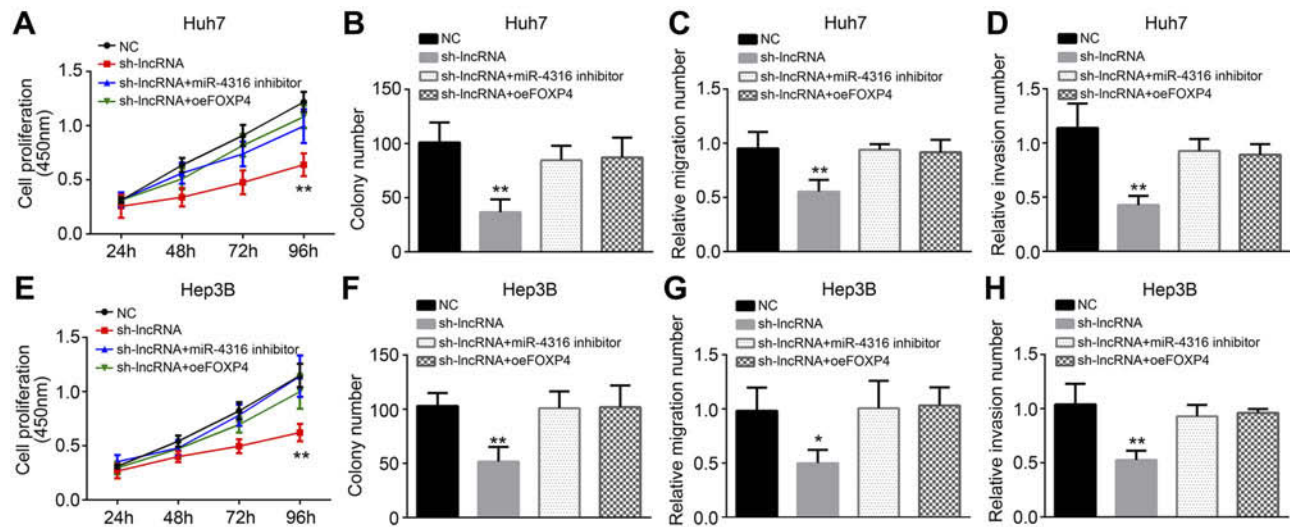 A
Huh7
NC
sh-lncRNA
sh-lncRNA+miR-4316 inhibitor
sh-lncRNA+oeFOXP4
Cell proliferation
(450nm)
1.5
1.0
0.5
0.0
**
24h 48h 72h 96h
B
Huh7
NC
sh-lncRNA
sh-lncRNA+miR-4316 inhibitor
sh-lncRNA+oeFOXP4
Colony number
150
100
50
0
**
C
Huh7
NC
sh-lncRNA
sh-lncRNA+miR-4316 inhibitor
sh-lncRNA+oeFOXP4
Relative migration number
1.5
1.0
0.5
0.0
**
D
Huh7
NC
sh-lncRNA
sh-lncRNA+miR-4316 inhibitor
sh-lncRNA+oeFOXP4
Relative invasion number
1.5
1.0
0.5
0.0
**
E
Hep3B
NC
sh-lncRNA
sh-lncRNA+miR-4316 inhibitor
sh-lncRNA+oeFOXP4
Cell proliferation
(450nm)
1.5
1.0
0.5
0.0
**
24h 48h 72h 96h
F
Hep3B
NC
sh-lncRNA
sh-lncRNA+miR-4316 inhibitor
sh-lncRNA+oeFOXP4
Colony number
150
100
50
0
**
G
Hep3B
NC
sh-lncRNA
sh-lncRNA+miR-4316 inhibitor
sh-lncRNA+oeFOXP4
Relative migration number
1.5
1.0
0.5
0.0
*
H
Hep3B
NC
sh-lncRNA
sh-lncRNA+miR-4316 inhibitor
sh-lncRNA+oeFOXP4
Relative invasion number
1.5
1.0
0.5
0.0
**